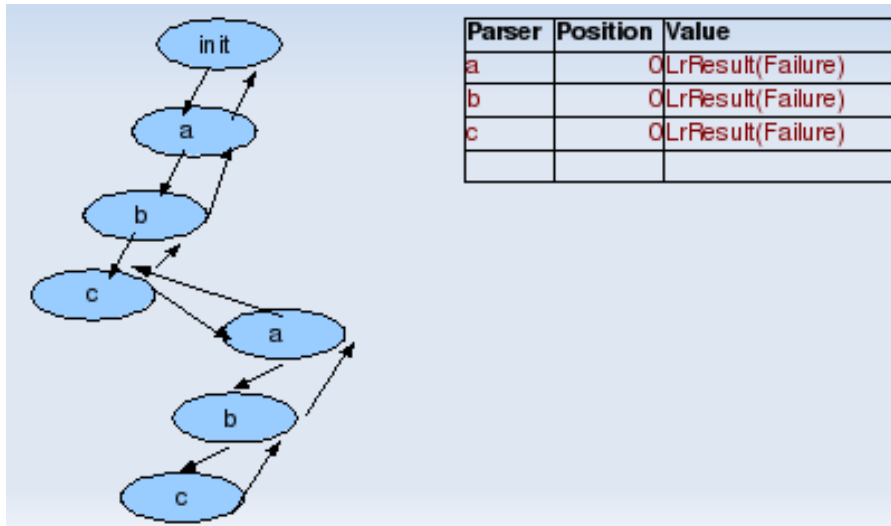 init
a
b
c
a
b
c
Parser Position Value
a 0 LrResult(Failure)
b 0 LrResult(Failure)
c 0 LrResult(Failure)